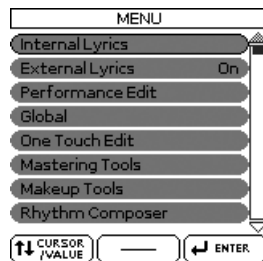 MENU
Internal Lyrics
External Lyrics On
Performance Edit
Global
One Touch Edit
Mastering Tools
Makeup Tools
Rhythm Composer
CURSOR
/VALUE
ENTER